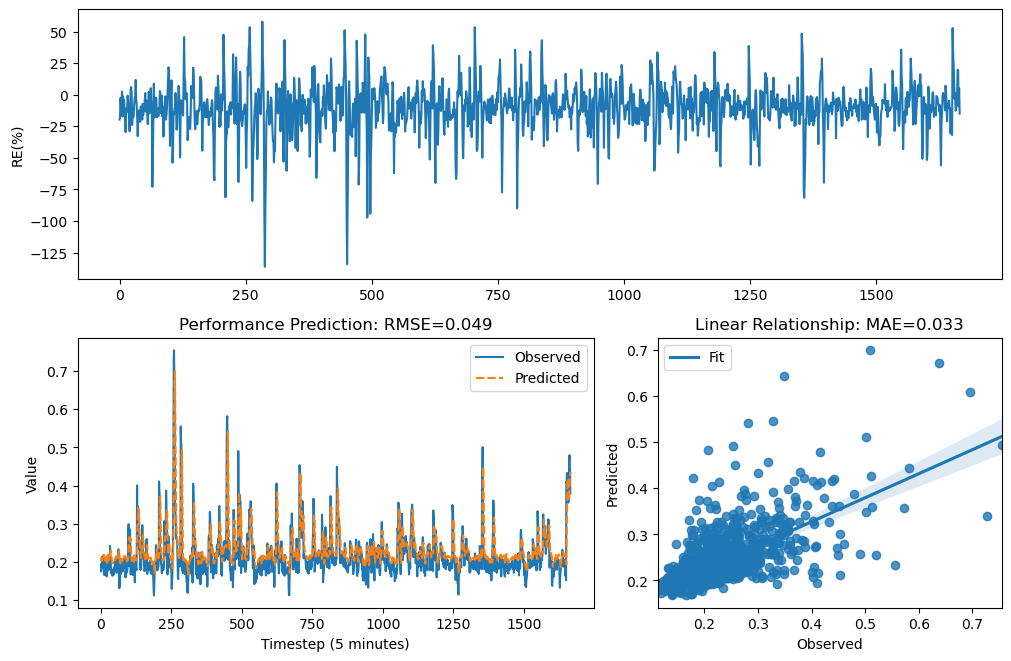 RE(%)
50
25
0
−25
−50
−75
−100
−125
0 250 500 750 1000 1250 1500
Performance Prediction: RMSE=0.049
Value
0.7
0.6
0.5
0.4
0.3
0.2
0.1
Observed
Predicted
0 250 500 750 1000 1250 1500
Timestep (5 minutes)
Linear Relationship: MAE=0.033
Predicted
0.7
0.6
0.5
0.4
0.3
0.2
Fit
0.2 0.3 0.4 0.5 0.6 0.7
Observed